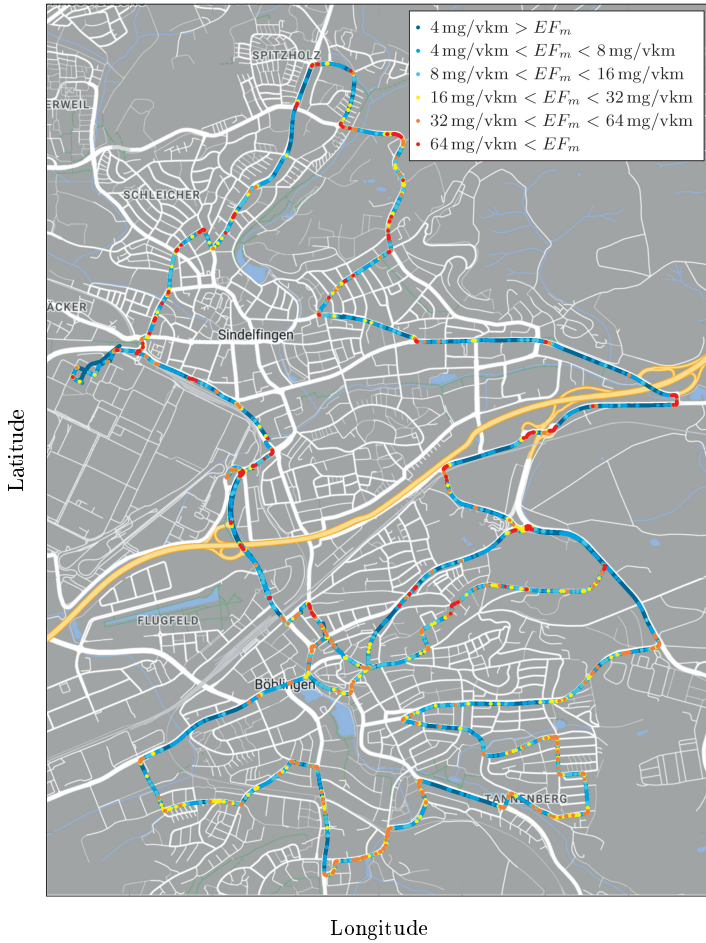 SPITZHOLZ
4 mg/vkm > EF_m
4 mg/vkm < EF_m < 8 mg/vkm
8 mg/vkm < EF_m < 16 mg/vkm
16 mg/vkm < EF_m < 32 mg/vkm
32 mg/vkm < EF_m < 64 mg/vkm
64 mg/vkm < EF_m
ERWEIL
SCHLEICHER
ÄCKER
Sindelfingen
Latitude
FLUGFELD
Böblingen
TANNENBERG
Longitude